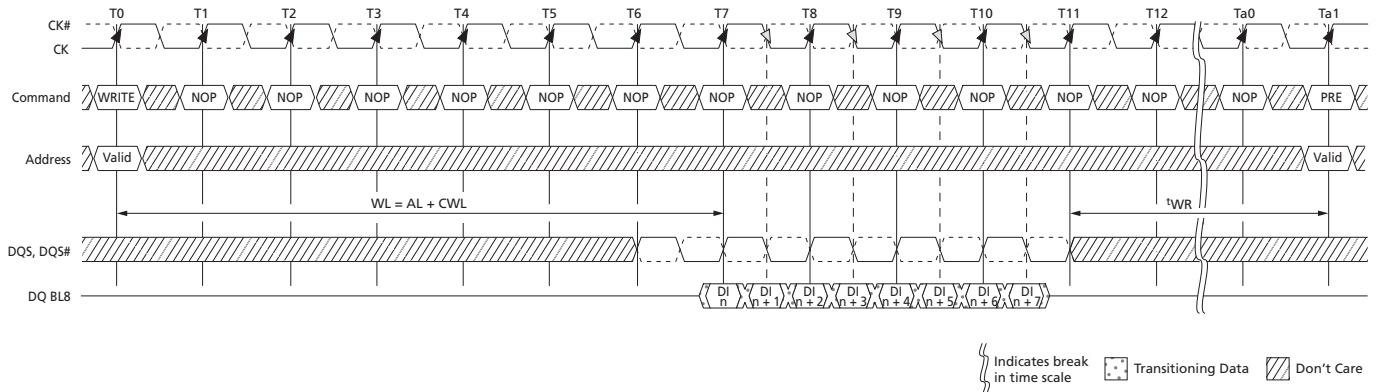 T0 T1 T2 T3 T4 T5 T6 T7 T8 T9 T10 T11 T12 Ta0 Ta1
CK#
CK
Command WRITE NOP NOP NOP NOP NOP NOP NOP NOP NOP NOP NOP NOP NOP PRE
Address Valid Valid
WL = AL + CWL tWR
DQS, DQS#
DQ BL8 DI n DI n + 1 DI n + 2 DI n + 3 DI n + 4 DI n + 5 DI n + 6 DI n + 7
Indicates break
in time scale
Transitioning Data Don't Care